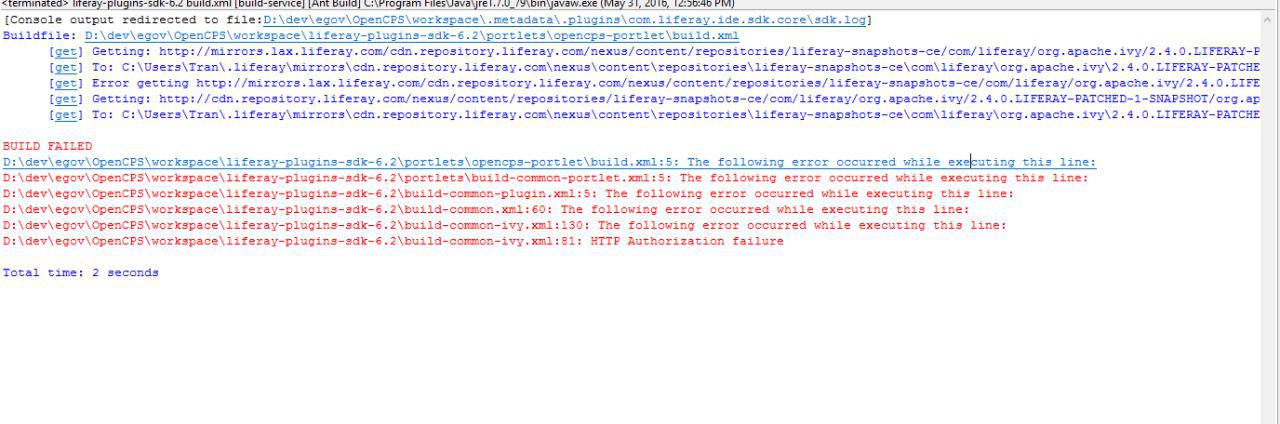 <terminated> liferay-plugins-sdk-6.2 build.xml [build-service] [Ant Build] C:\Program Files\Java\jre1.7.0_79\bin\javaw.exe (May 31, 2016, 12:56:46 PM)
[Console output redirected to file:D:\dev\egov\OpenCPS\workspace\.metadata\.plugins\com.liferay.ide.sdk.core\sdk.log]
Buildfile: D:\dev\egov\OpenCPS\workspace\liferay-plugins-sdk-6.2\portlets\opencps-portlet\build.xml
[get] Getting: http://mirrors.lax.liferay.com/cdn.repository.liferay.com/nexus/content/repositories/liferay-snapshots-ce/com/liferay/org.apache.ivy/2.4.0.LIFERAY-P
[get] To: C:\Users\Tran\.liferay\mirrors\cdn.repository.liferay.com\nexus\content\repositories\liferay-snapshots-ce\com\liferay\org.apache.ivy\2.4.0.LIFERAY-PATCHE
[get] Error getting http://mirrors.lax.liferay.com/cdn.repository.liferay.com/nexus/content/repositories/liferay-snapshots-ce/com/liferay/org.apache.ivy/2.4.0.LIFE
[get] Getting: http://cdn.repository.liferay.com/nexus/content/repositories/liferay-snapshots-ce/com/liferay/org.apache.ivy/2.4.0.LIFERAY-PATCHED-1-SNAPSHOT/org.ap
[get] To: C:\Users\Tran\.liferay\mirrors\cdn.repository.liferay.com\nexus\content\repositories\liferay-snapshots-ce\com\liferay\org.apache.ivy\2.4.0.LIFERAY-PATCHE
BUILD FAILED
D:\dev\egov\OpenCPS\workspace\liferay-plugins-sdk-6.2\portlets\opencps-portlet\build.xml:5: The following error occurred while executing this line:
D:\dev\egov\OpenCPS\workspace\liferay-plugins-sdk-6.2\portlets\build-common-portlet.xml:5: The following error occurred while executing this line:
D:\dev\egov\OpenCPS\workspace\liferay-plugins-sdk-6.2\build-common-plugin.xml:5: The following error occurred while executing this line:
D:\dev\egov\OpenCPS\workspace\liferay-plugins-sdk-6.2\build-common.xml:60: The following error occurred while executing this line:
D:\dev\egov\OpenCPS\workspace\liferay-plugins-sdk-6.2\build-common-ivy.xml:130: The following error occurred while executing this line:
D:\dev\egov\OpenCPS\workspace\liferay-plugins-sdk-6.2\build-common-ivy.xml:81: HTTP Authorization failure
Total time: 2 seconds